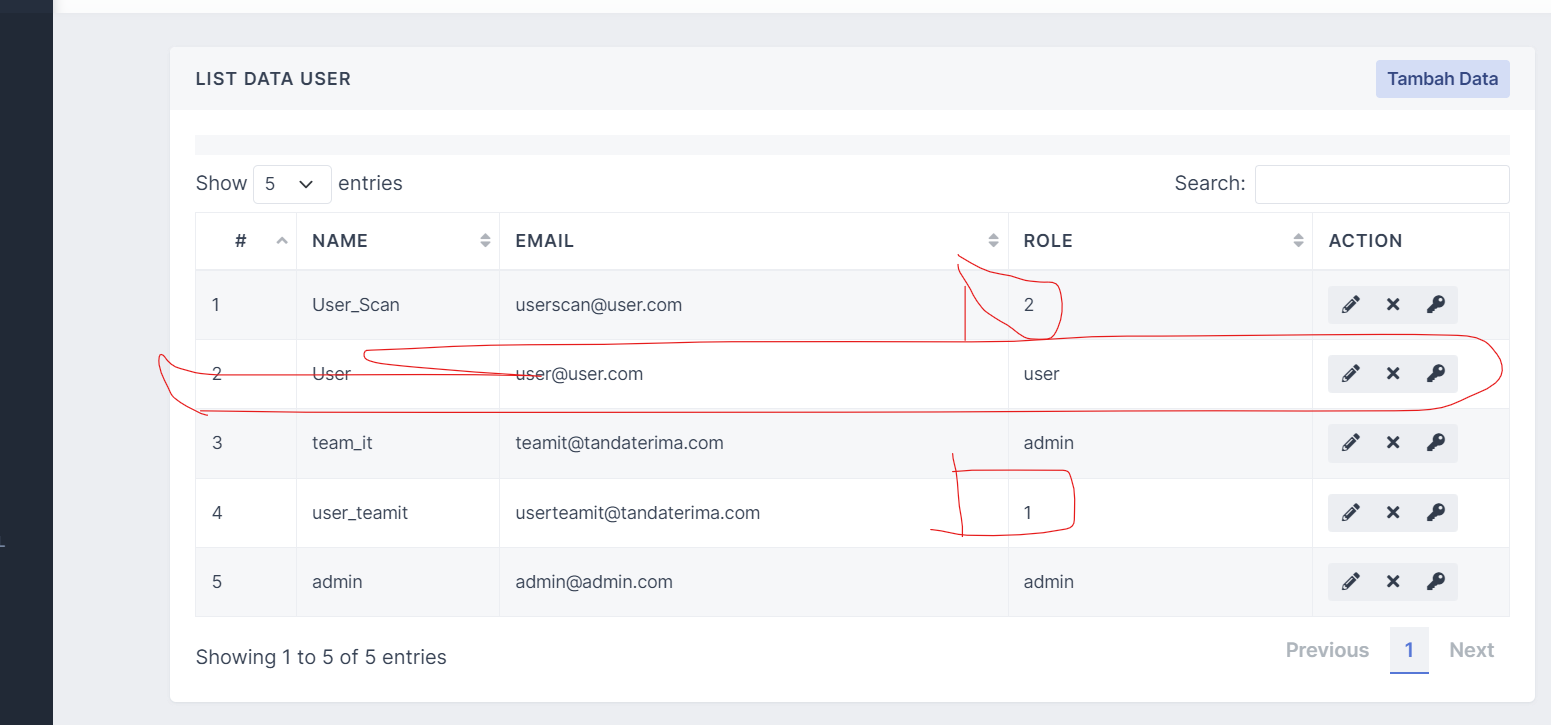 LIST DATA USER Tambah Data
Show 5 entries Search:
# NAME EMAIL ROLE ACTION
1 User_Scan userscan@user.com 2
2 User user@user.com user
3 team_it teamit@tandaterima.com admin
4 user_teamit userteamit@tandaterima.com 1
5 admin admin@admin.com admin
Showing 1 to 5 of 5 entries Previous 1 Next